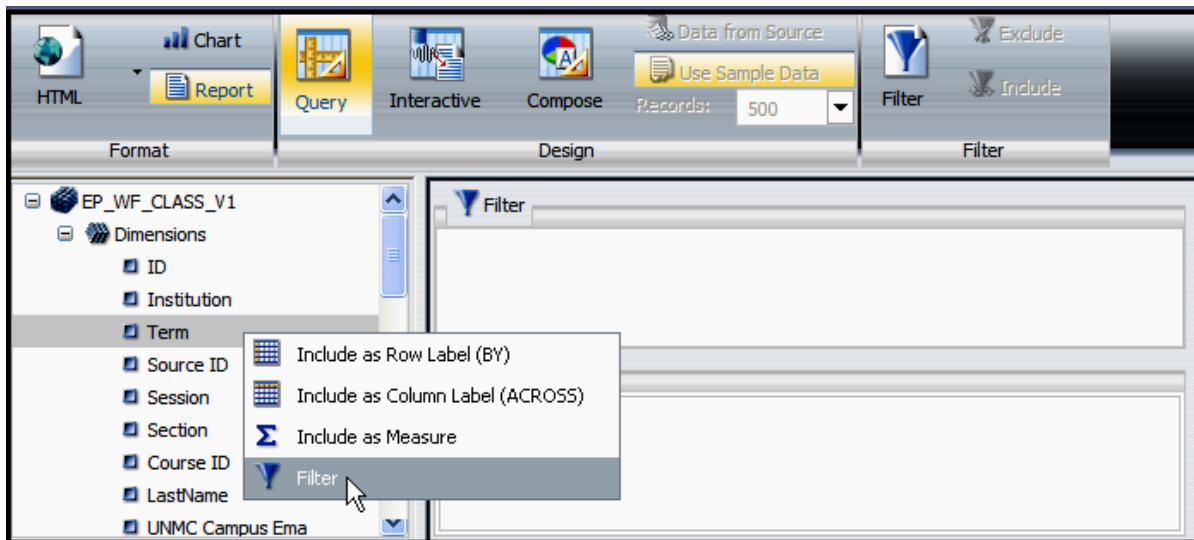 HTML
Chart
Report
Format
Query
Interactive
Compose
Data from Source
Use Sample Data
Records: 500
Design
Filter
Exclude
Include
Filter
EP_WF_CLASS_V1
Dimensions
ID
Institution
Term
Source ID
Session
Section
Course ID
LastName
UNMC Campus Ema
Include as Row Label (BY)
Include as Column Label (ACROSS)
Include as Measure
Filter
Filter